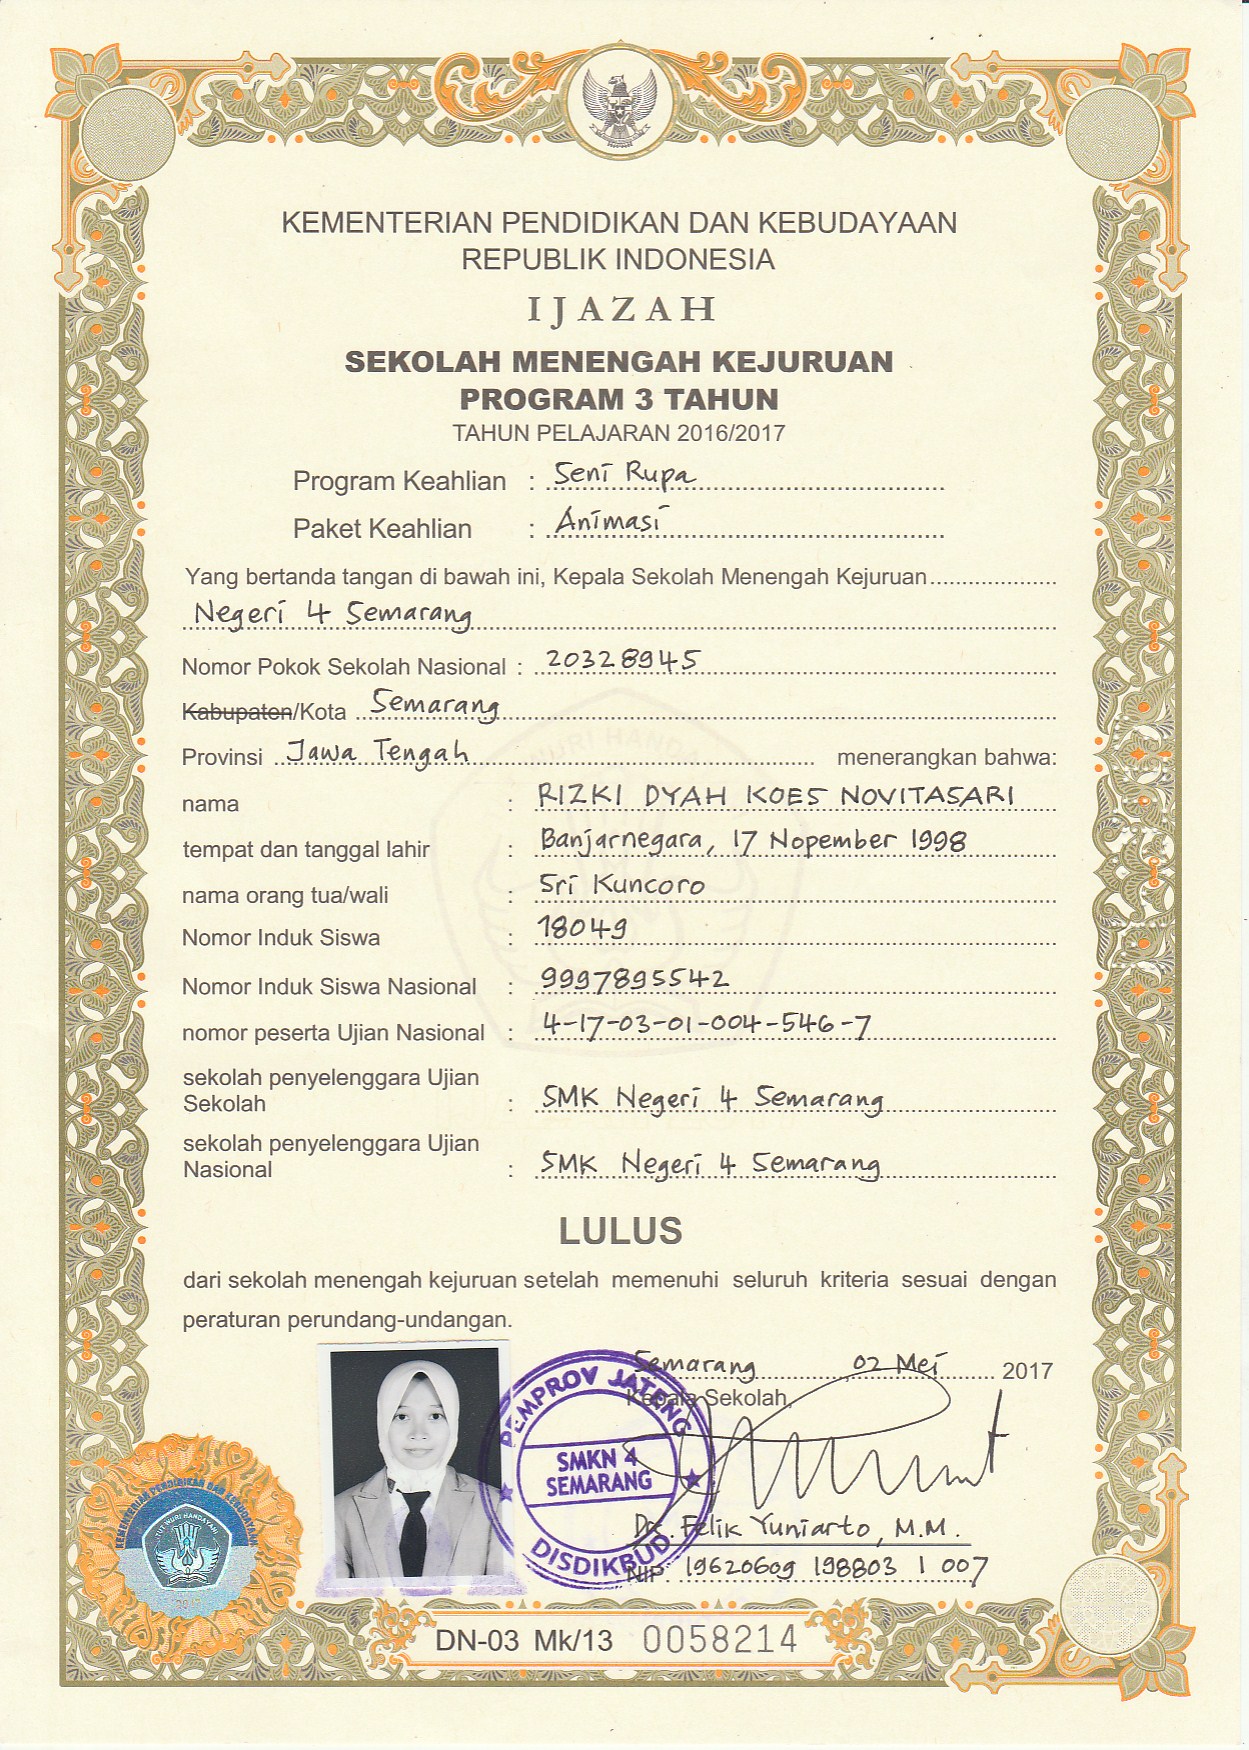 KEMENTERIAN PENDIDIKAN DAN KEBUDAYAAN
REPUBLIK INDONESIA
IJAZAH
SEKOLAH MENENGAH KEJURUAN
PROGRAM 3 TAHUN
TAHUN PELAJARAN 2016/2017
Program Keahlian : Seni Rupa
Paket Keahlian : Animasi
Yang bertanda tangan di bawah ini, Kepala Sekolah Menengah Kejuruan
Negeri 4 Semarang
Nomor Pokok Sekolah Nasional : 20328945
Kabupaten/Kota Semarang
Provinsi Jawa Tengah menerangkan bahwa:
nama : RIZKI DYAH KOES NOVITASARI
tempat dan tanggal lahir : Banjarnegara, 17 Nopember 1998
nama orang tua/wali : Sri Kuncoro
Nomor Induk Siswa : 18049
Nomor Induk Siswa Nasional : 9997895542
nomor peserta Ujian Nasional : 4-17-03-01-004-546-7
sekolah penyelenggara Ujian
Sekolah : SMK Negeri 4 Semarang
sekolah penyelenggara Ujian
Nasional : SMK Negeri 4 Semarang
LULUS
dari sekolah menengah kejuruan setelah memenuhi seluruh kriteria sesuai dengan
peraturan perundang-undangan.
Semarang, 02 Mei 2017
Kepala Sekolah,
PEMPROV JATENG
SMKN 4
SEMARANG
DISDIKBUD
Drs. Felik Yuniarto, M.M.
NIP. 19620609 198803 1 007
KEMENTERIAN PENDIDIKAN DAN KEBUDAYAAN
TUT WURI HANDAYANI
DN-03 Mk/13 0058214